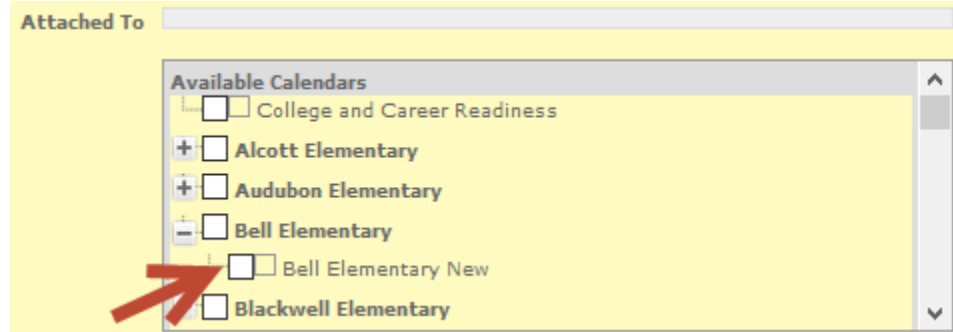 Attached To
Available Calendars
College and Career Readiness
Alcott Elementary
Audubon Elementary
Bell Elementary
Bell Elementary New
Blackwell Elementary